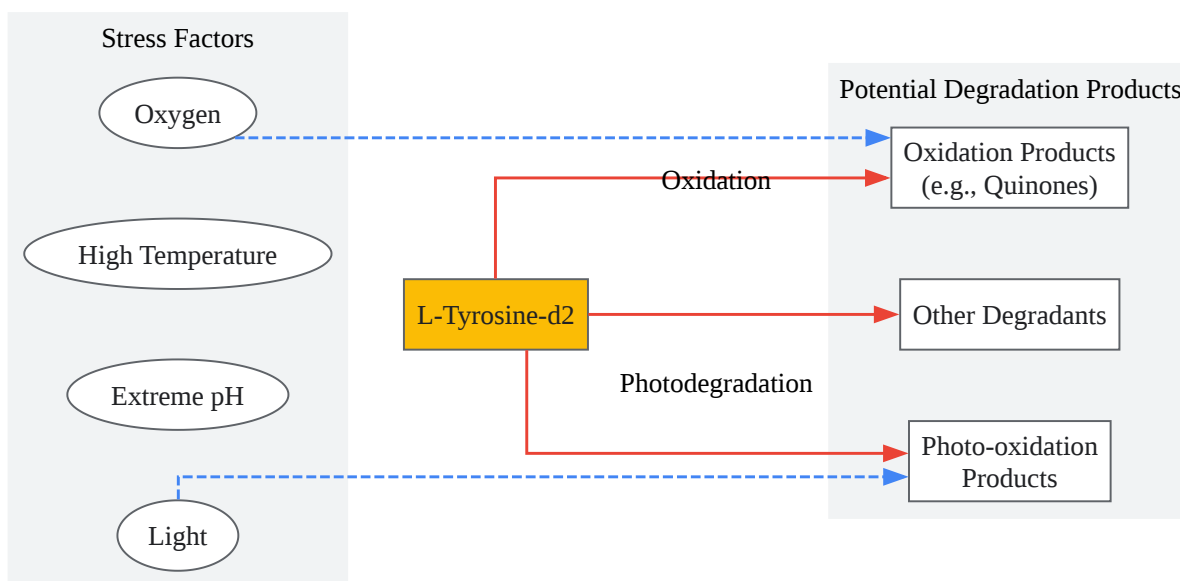 Stress Factors
Oxygen
High Temperature
Extreme pH
Light
L-Tyrosine-d2
Oxidation
Photodegradation
Potential Degradation Products
Oxidation Products
(e.g., Quinones)
Other Degradants
Photo-oxidation
Products